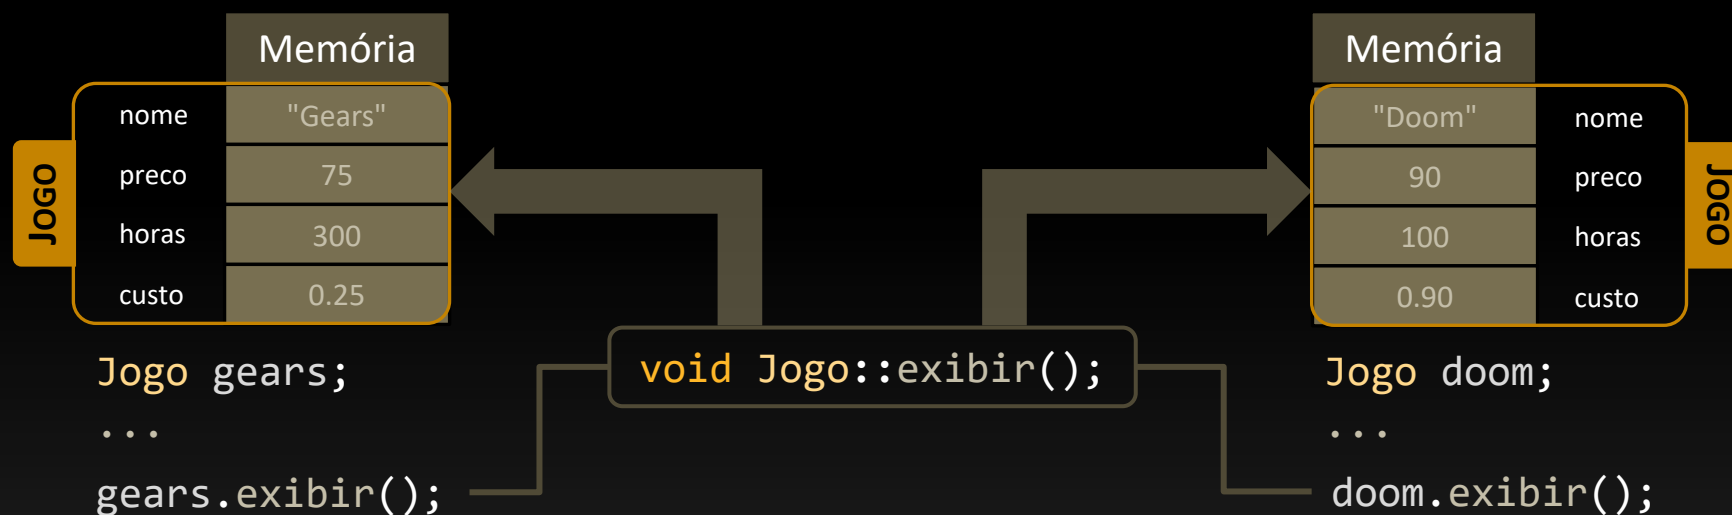 Memória
JOGO
nome "Gears"
preco 75
horas 300
custo 0.25
Jogo gears;
...
gears.exibir();
void Jogo::exibir();
Memória
"Doom" nome
90 preco
100 horas
0.90 custo
JOGO
Jogo doom;
...
doom.exibir();